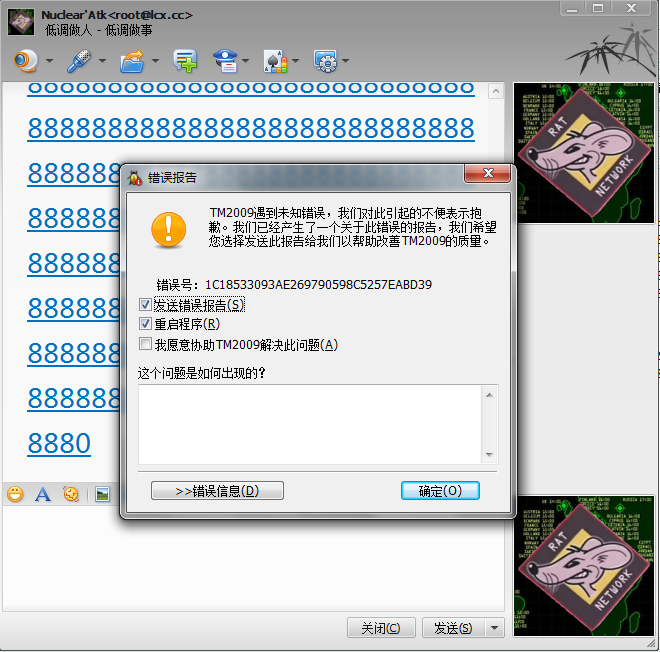 Nuclear'Atk<root@lcx.cc>
低调做人 - 低调做事
8888888888888888888888888888
8888888888888888888888888888
888888
888888
888888
888888
888888
888888
8880
错误报告
TM2009遇到未知错误，我们对此引起的不便表示抱
歉。我们已经产生了一个关于此错误的报告，我们希望
您选择发送此报告给我们以帮助改善TM2009的质量。
错误号：1C18533093AE269790598C5257EABD39
发送错误报告(S)
重启程序(R)
我愿意协助TM2009解决此问题(A)
这个问题是如何出现的?
>>错误信息(D)
确定(O)
关闭(C)
发送(S)
RAT
NETWORK
RAT
NETWORK